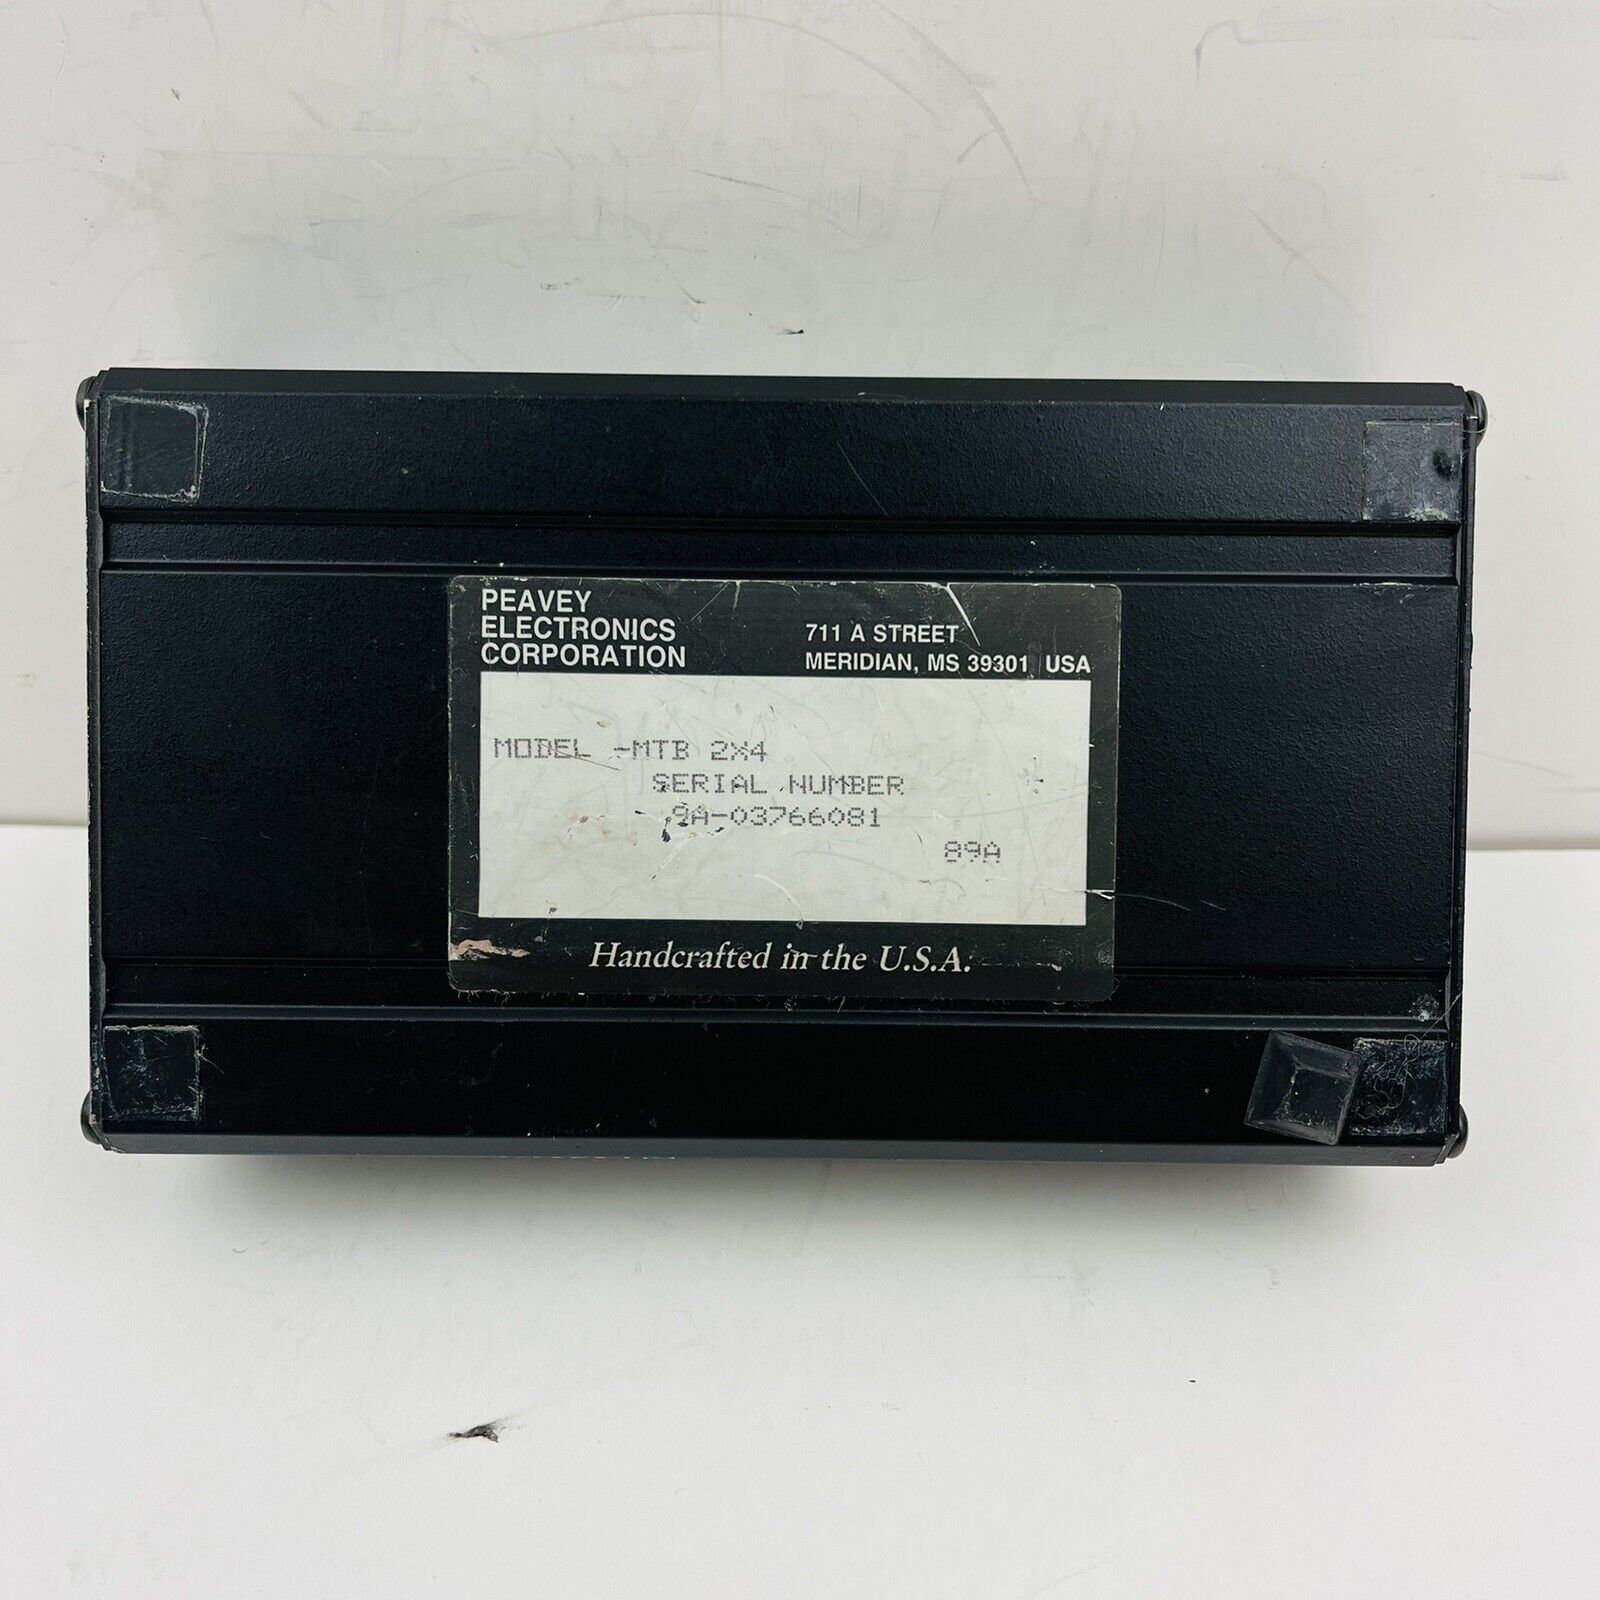 PEAVEY
ELECTRONICS
CORPORATION
711 A STREET
MERIDIAN, MS 39301 USA
MODEL -MTB 2X4
SERIAL NUMBER
9A-03766081
89A
Handcrafted in the U.S.A.